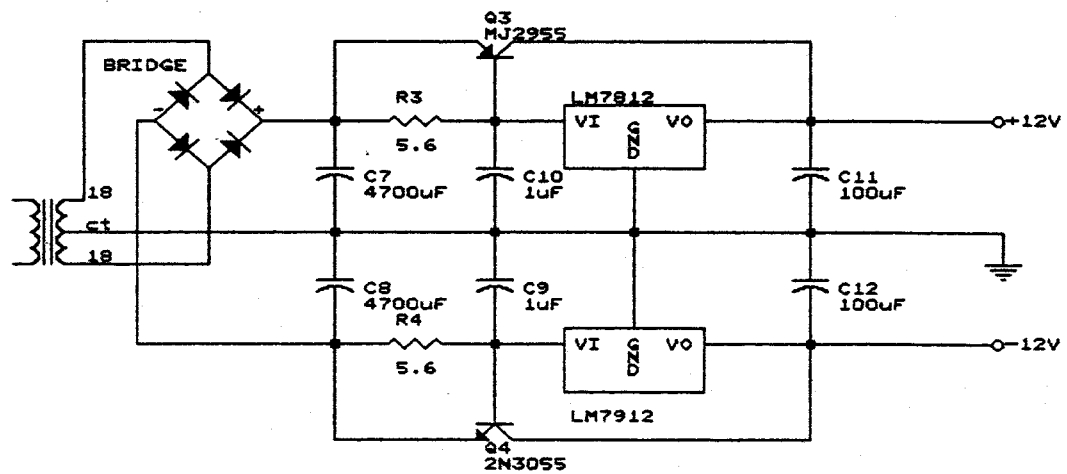 Q3
MJ2955
BRIDGE
- +
R3
5.6
LM7812
VI GND VO
+12V
C7
4700uF
C10
1uF
C11
100uF
18
ct
18
C8
4700uF
C9
1uF
C12
100uF
R4
5.6
VI GND VO
-12V
LM7912
Q4
2N3055